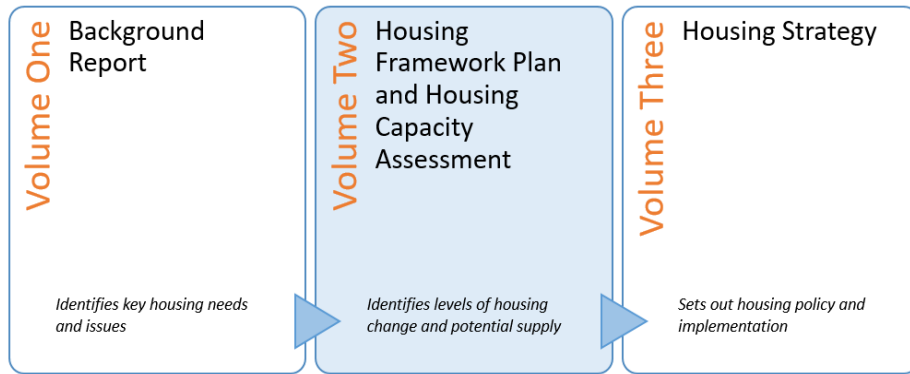 Volume One
Background
Report
Identifies key housing needs
and issues
Volume Two
Housing
Framework Plan
and Housing
Capacity
Assessment
Identifies levels of housing
change and potential supply
Volume Three
Housing Strategy
Sets out housing policy and
implementation